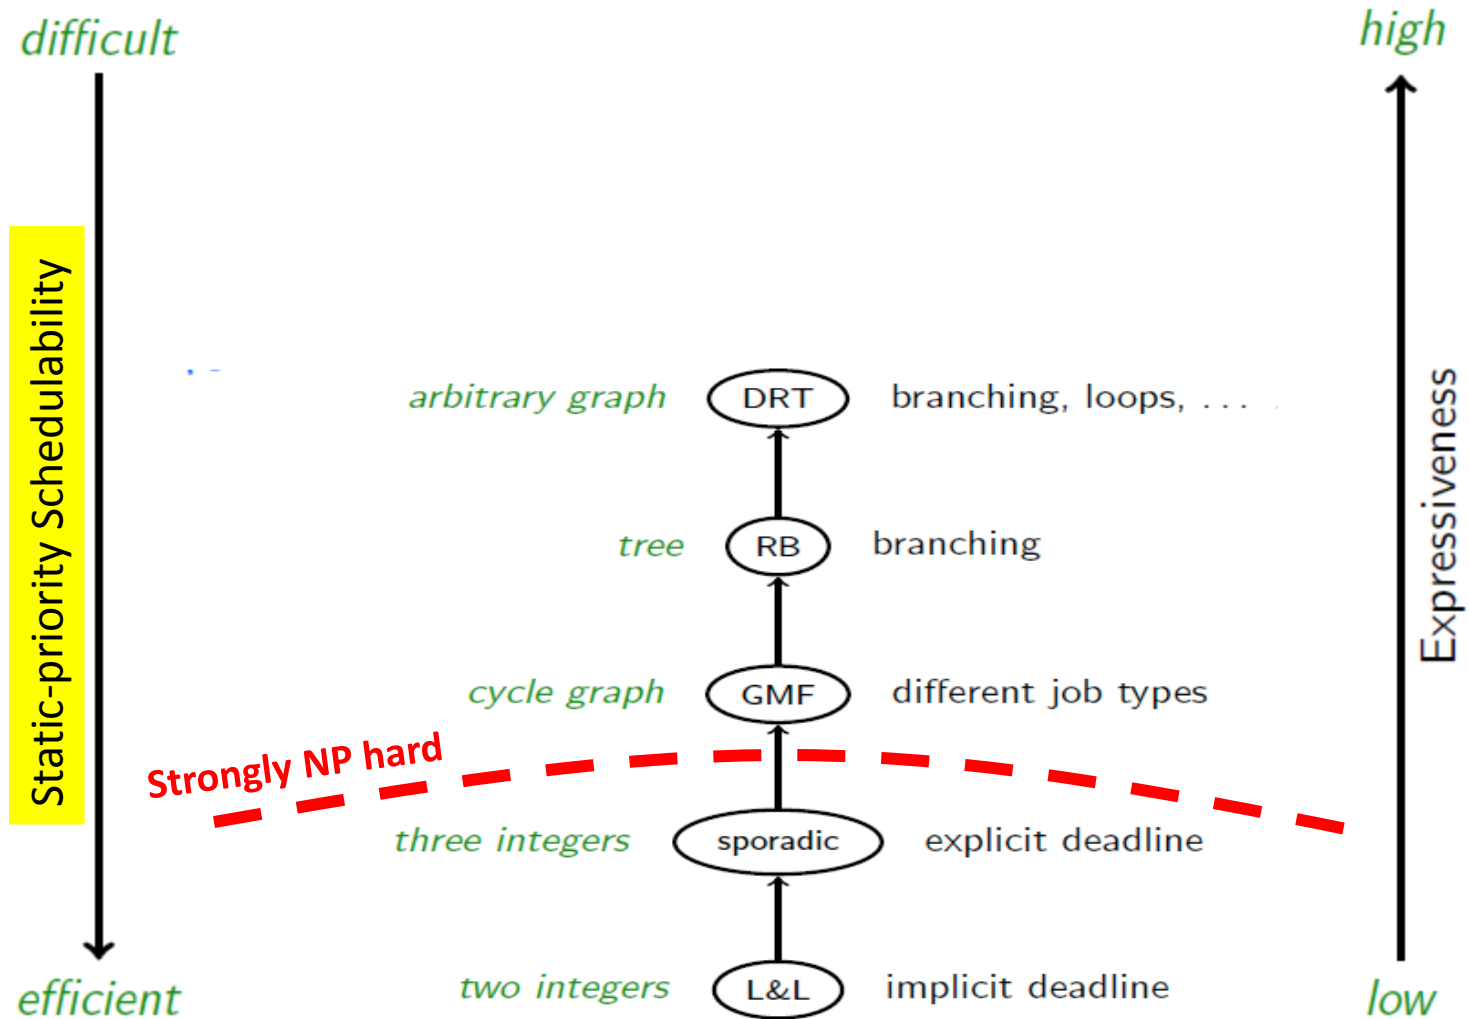 difficult
high
Static-priority Schedulability
Expressiveness
arbitrary graph DRT branching, loops, ...
tree RB branching
cycle graph GMF different job types
Strongly NP hard
three integers sporadic explicit deadline
two integers L&L implicit deadline
efficient
low